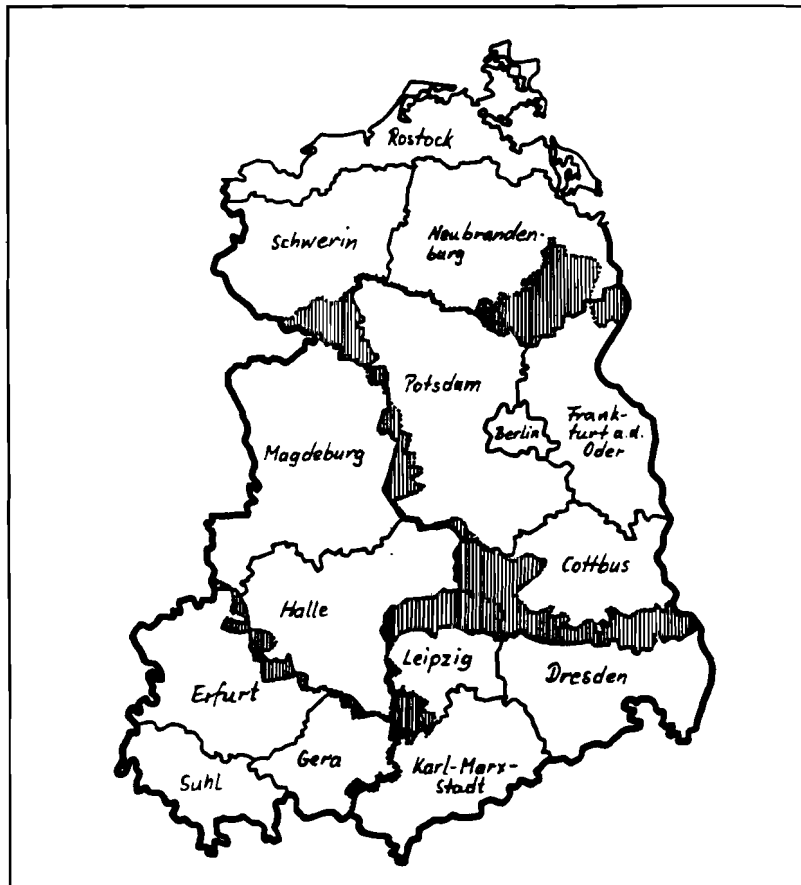 Rostock
Schwerin
Neubranden-
burg
Potsdam
Berlin
Frank-
furt a.d.
Oder
Magdeburg
Cottbus
Halle
Leipzig
Dresden
Erfurt
Gera
Karl-Marx-
stadt
Suhl